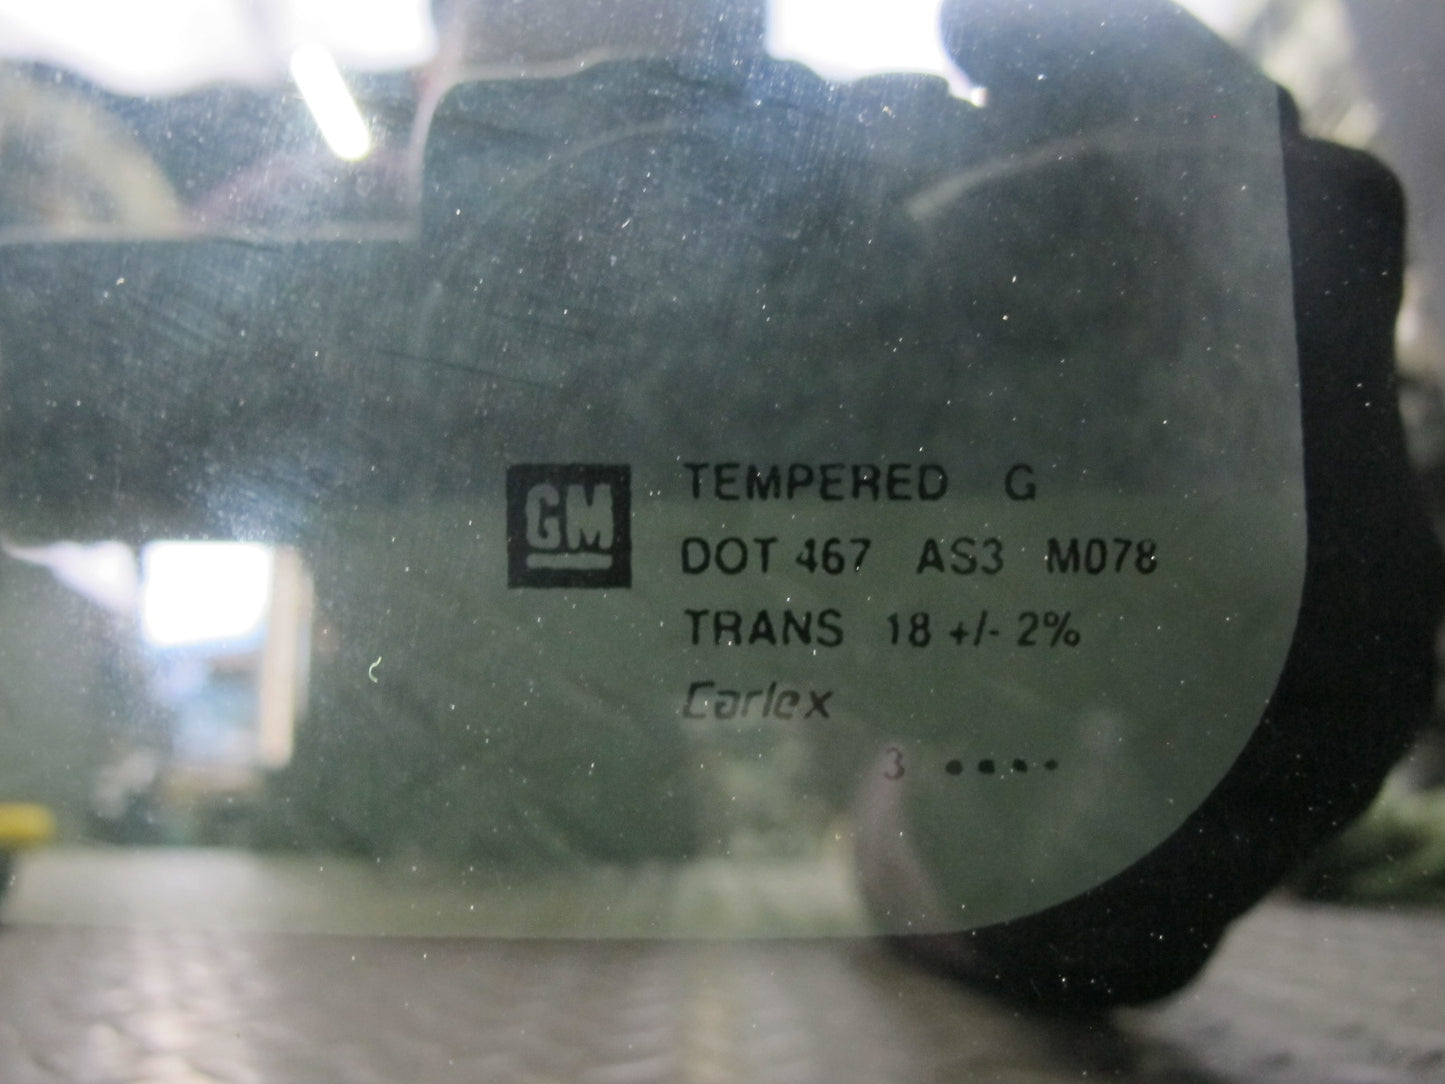 GM
TEMPERED G
DOT 467 AS3 M078
TRANS 18 +/- 2%
Carlex
3 ••••